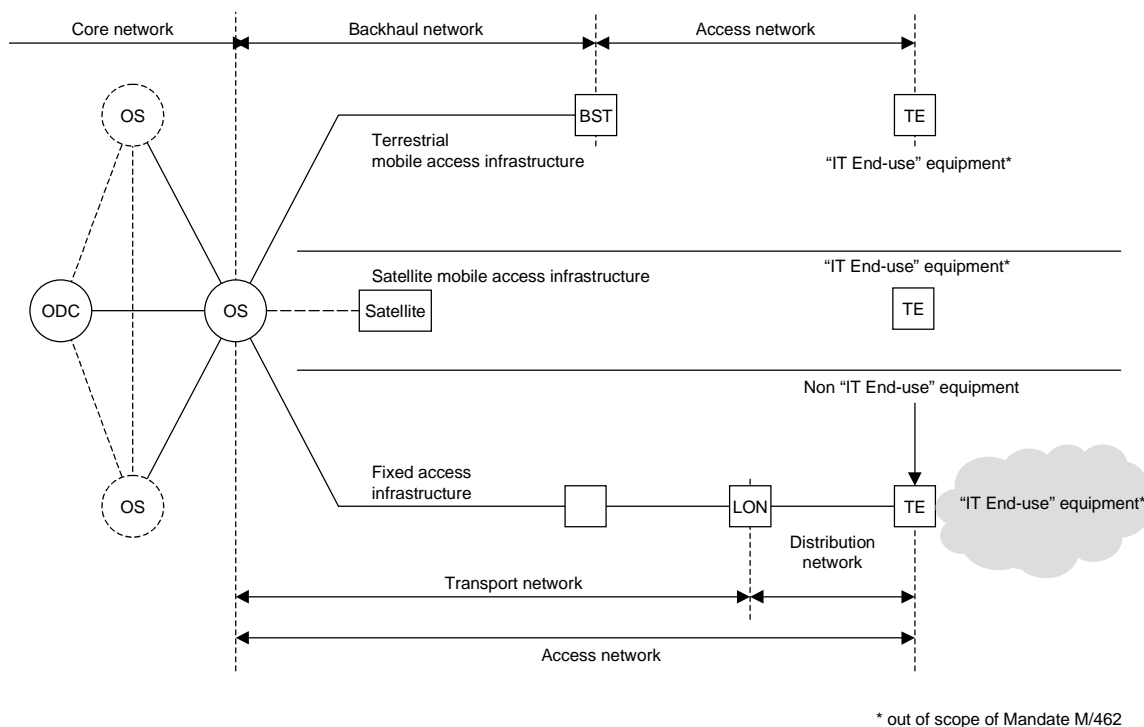 Core network
Backhaul network
Access network
OS
BST
TE
Terrestrial
mobile access infrastructure
“IT End-use” equipment*
“IT End-use” equipment*
Satellite mobile access infrastructure
ODC
OS
Satellite
TE
Non “IT End-use” equipment
Fixed access
infrastructure
OS
LON
TE
“IT End-use” equipment*
Distribution
network
Transport network
Access network
* out of scope of Mandate M/462